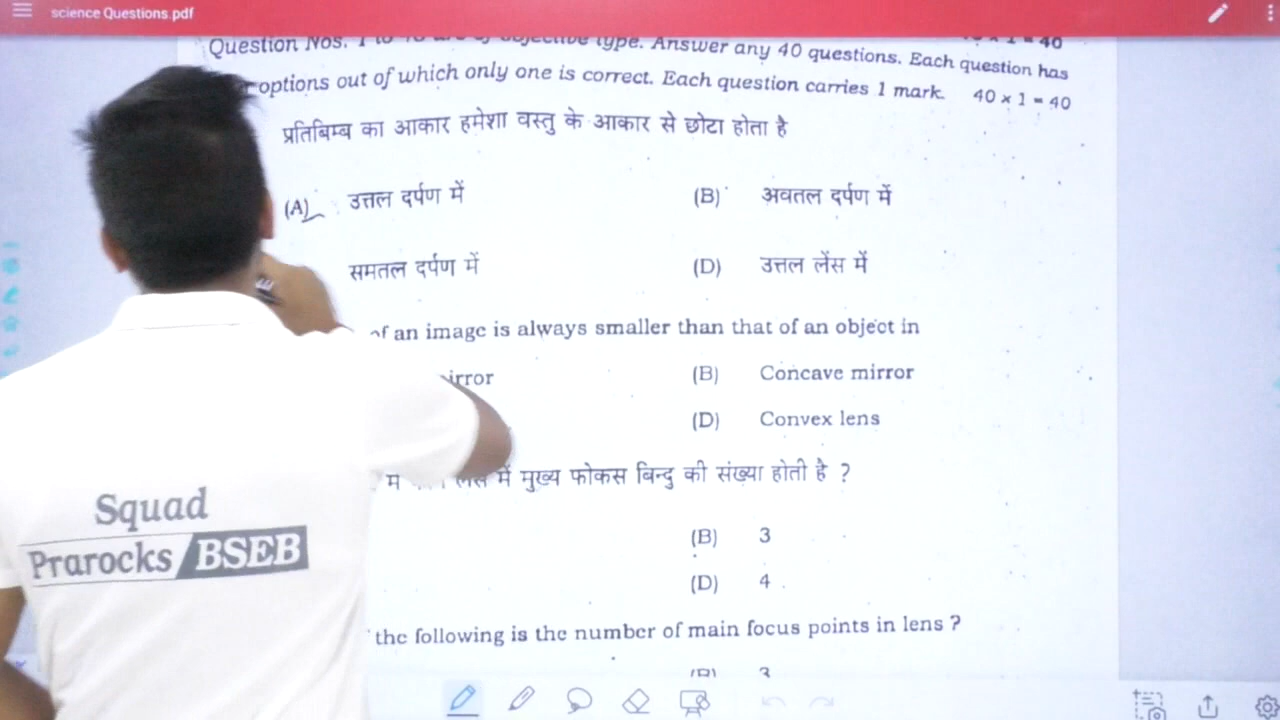 science Questions.pdf
Question Nos. 1 to are of objective type. Answer any 40 questions. Each question has
options out of which only one is correct. Each question carries 1 mark. 40 x 1 = 40
प्रतिबिम्ब का आकार हमेशा वस्तु के आकार से छोटा होता है
(A) उत्तल दर्पण में (B) अवतल दर्पण में
समतल दर्पण में (D) उत्तल लेंस में
of an image is always smaller than that of an object in
(B) Concave mirror
(D) Convex lens
में मुख्य फोकस बिन्दु की संख्या होती है ?
(B) 3
(D) 4
the following is the number of main focus points in lens ?
(B) 3
Squad
Prarocks BSEB